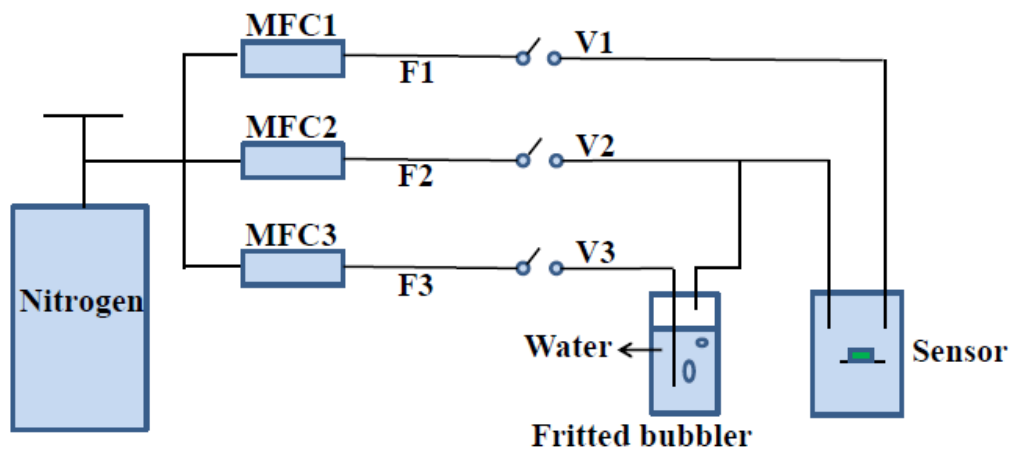 MFC1
V1
F1
MFC2
V2
F2
MFC3
V3
F3
Nitrogen
Water
Sensor
Fritted bubbler